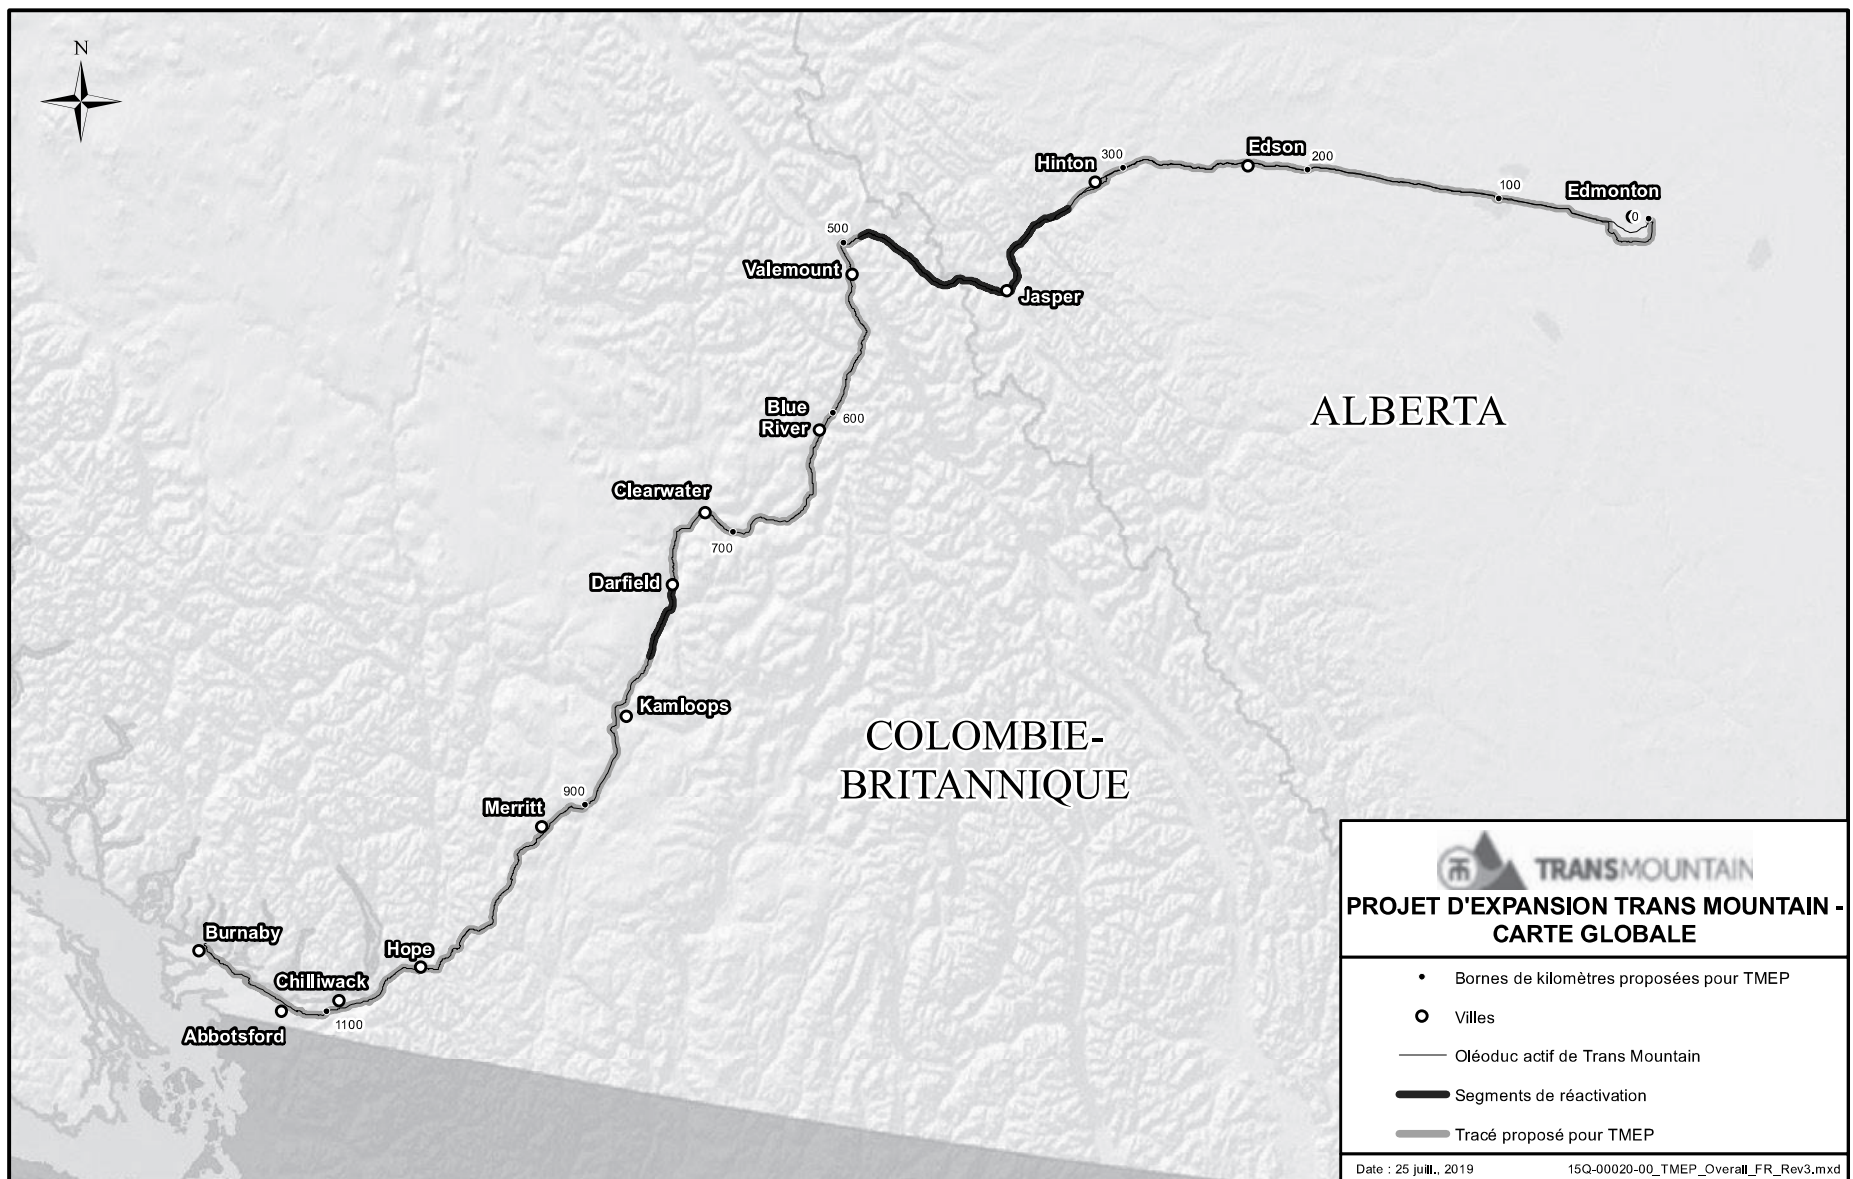 N
Hinton
300
Edson
200
100
Edmonton
0
500
Valemount
Jasper
ALBERTA
Blue
River
600
Clearwater
700
Darfield
Kamloops
COLOMBIE-
BRITANNIQUE
900
Merritt
Burnaby
Hope
Chilliwack
1100
Abbotsford
TRANSMOUNTAIN
PROJET D'EXPANSION TRANS MOUNTAIN -
CARTE GLOBALE
Bornes de kilomètres proposées pour TMEP
Villes
Oléoduc actif de Trans Mountain
Segments de réactivation
Tracé proposé pour TMEP
Date : 25 juill., 2019
15Q-00020-00_TMEP_Overall_FR_Rev3.mxd